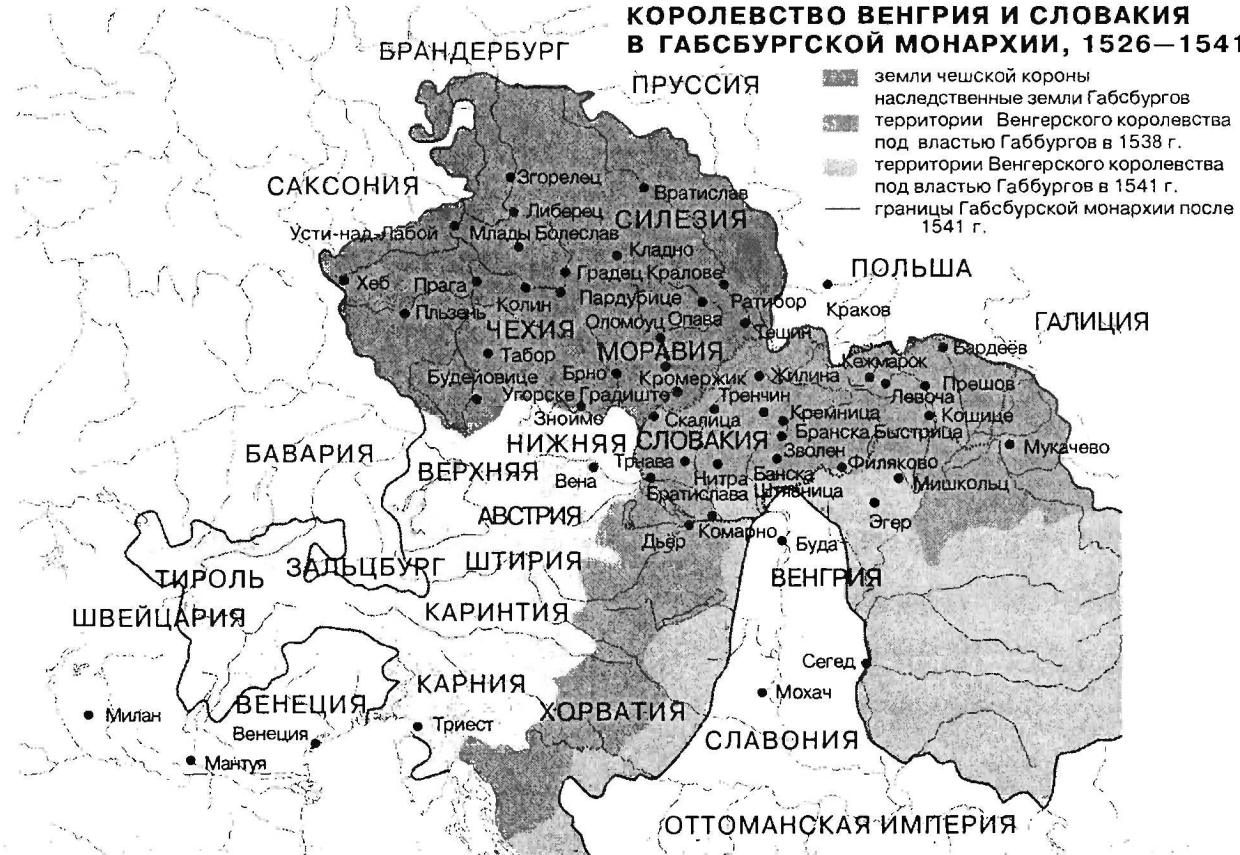 КОРОЛЕВСТВО ВЕНГРИЯ И СЛОВАКИЯ
В ГАБСБУРГСКОЙ МОНАРХИИ, 1526—1541
земли чешской короны
наследственные земли Габсбургов
территории Венгерского королевства
под властью Габбургов в 1538 г.
территории Венгерского королевства
под властью Габбургов в 1541 г.
границы Габсбурской монархии после
1541 г.
БРАНДЕРБУРГ
ПРУССИЯ
САКСОНИЯ
Згорелец
Вратислав
Либерец
СИЛЕЗИЯ
Усти-над-Лабой
Млады Болеслав
Кладно
ПОЛЬША
Хеб
Прага
Градец Кралове
Колин
Пардубице
Ратибор
Краков
Пльзень
ЧЕХИЯ
Оломоуц
Опава
Тешин
ГАЛИЦИЯ
Табор
МОРАВИЯ
Бардеёв
Кежмарок
Будейовице
Брно
Кромержик
Жилина
Левоча
Прешов
Угорске Градиште
Тренчин
Знойме
Скалица
Кремница
Кошице
БАВАРИЯ
НИЖНЯЯ
СЛОВАКИЯ
Бранска Быстрица
Мукачево
ВЕРХНЯЯ
Вена
Трнава
Нитра
Зволен
Филяково
Банска
Штявница
Мишкольц
Братислава
АВСТРИЯ
Эгер
Дьёр
Комарно
Буда
ЗАЛЬЦБУРГ
ШТИРИЯ
ТИРОЛЬ
ВЕНГРИЯ
ШВЕЙЦАРИЯ
КАРИНТИЯ
Сегед
КАРНИЯ
Мохач
ВЕНЕЦИЯ
ХОРВАТИЯ
Милан
Триест
Венеция
СЛАВОНИЯ
Мантуя
ОТТОМАНСКАЯ ИМПЕРИЯ